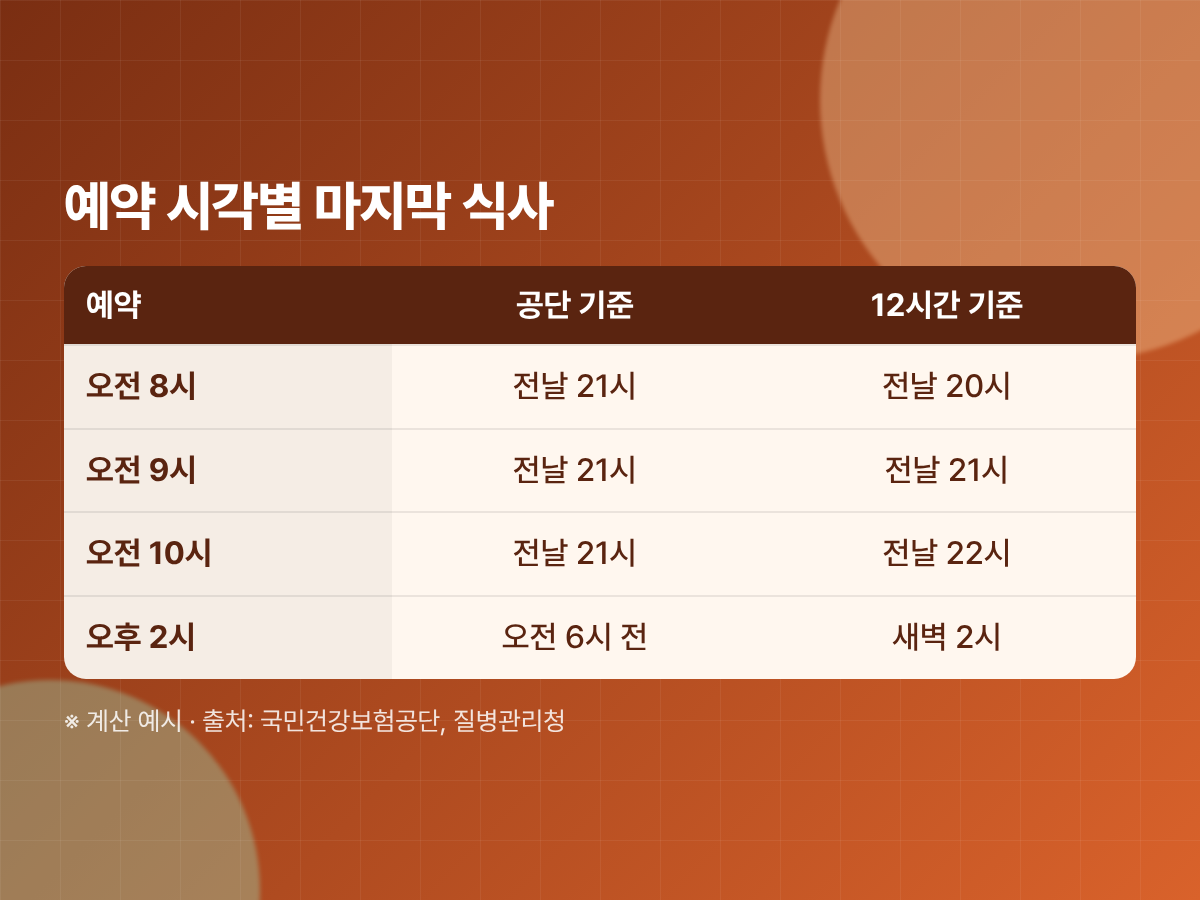 예약 시각별 마지막 식사
예약 공단 기준 12시간 기준
오전 8시 전날 21시 전날 20시
오전 9시 전날 21시 전날 21시
오전 10시 전날 21시 전날 22시
오후 2시 오전 6시 전 새벽 2시
※ 계산 예시 · 출처: 국민건강보험공단, 질병관리청